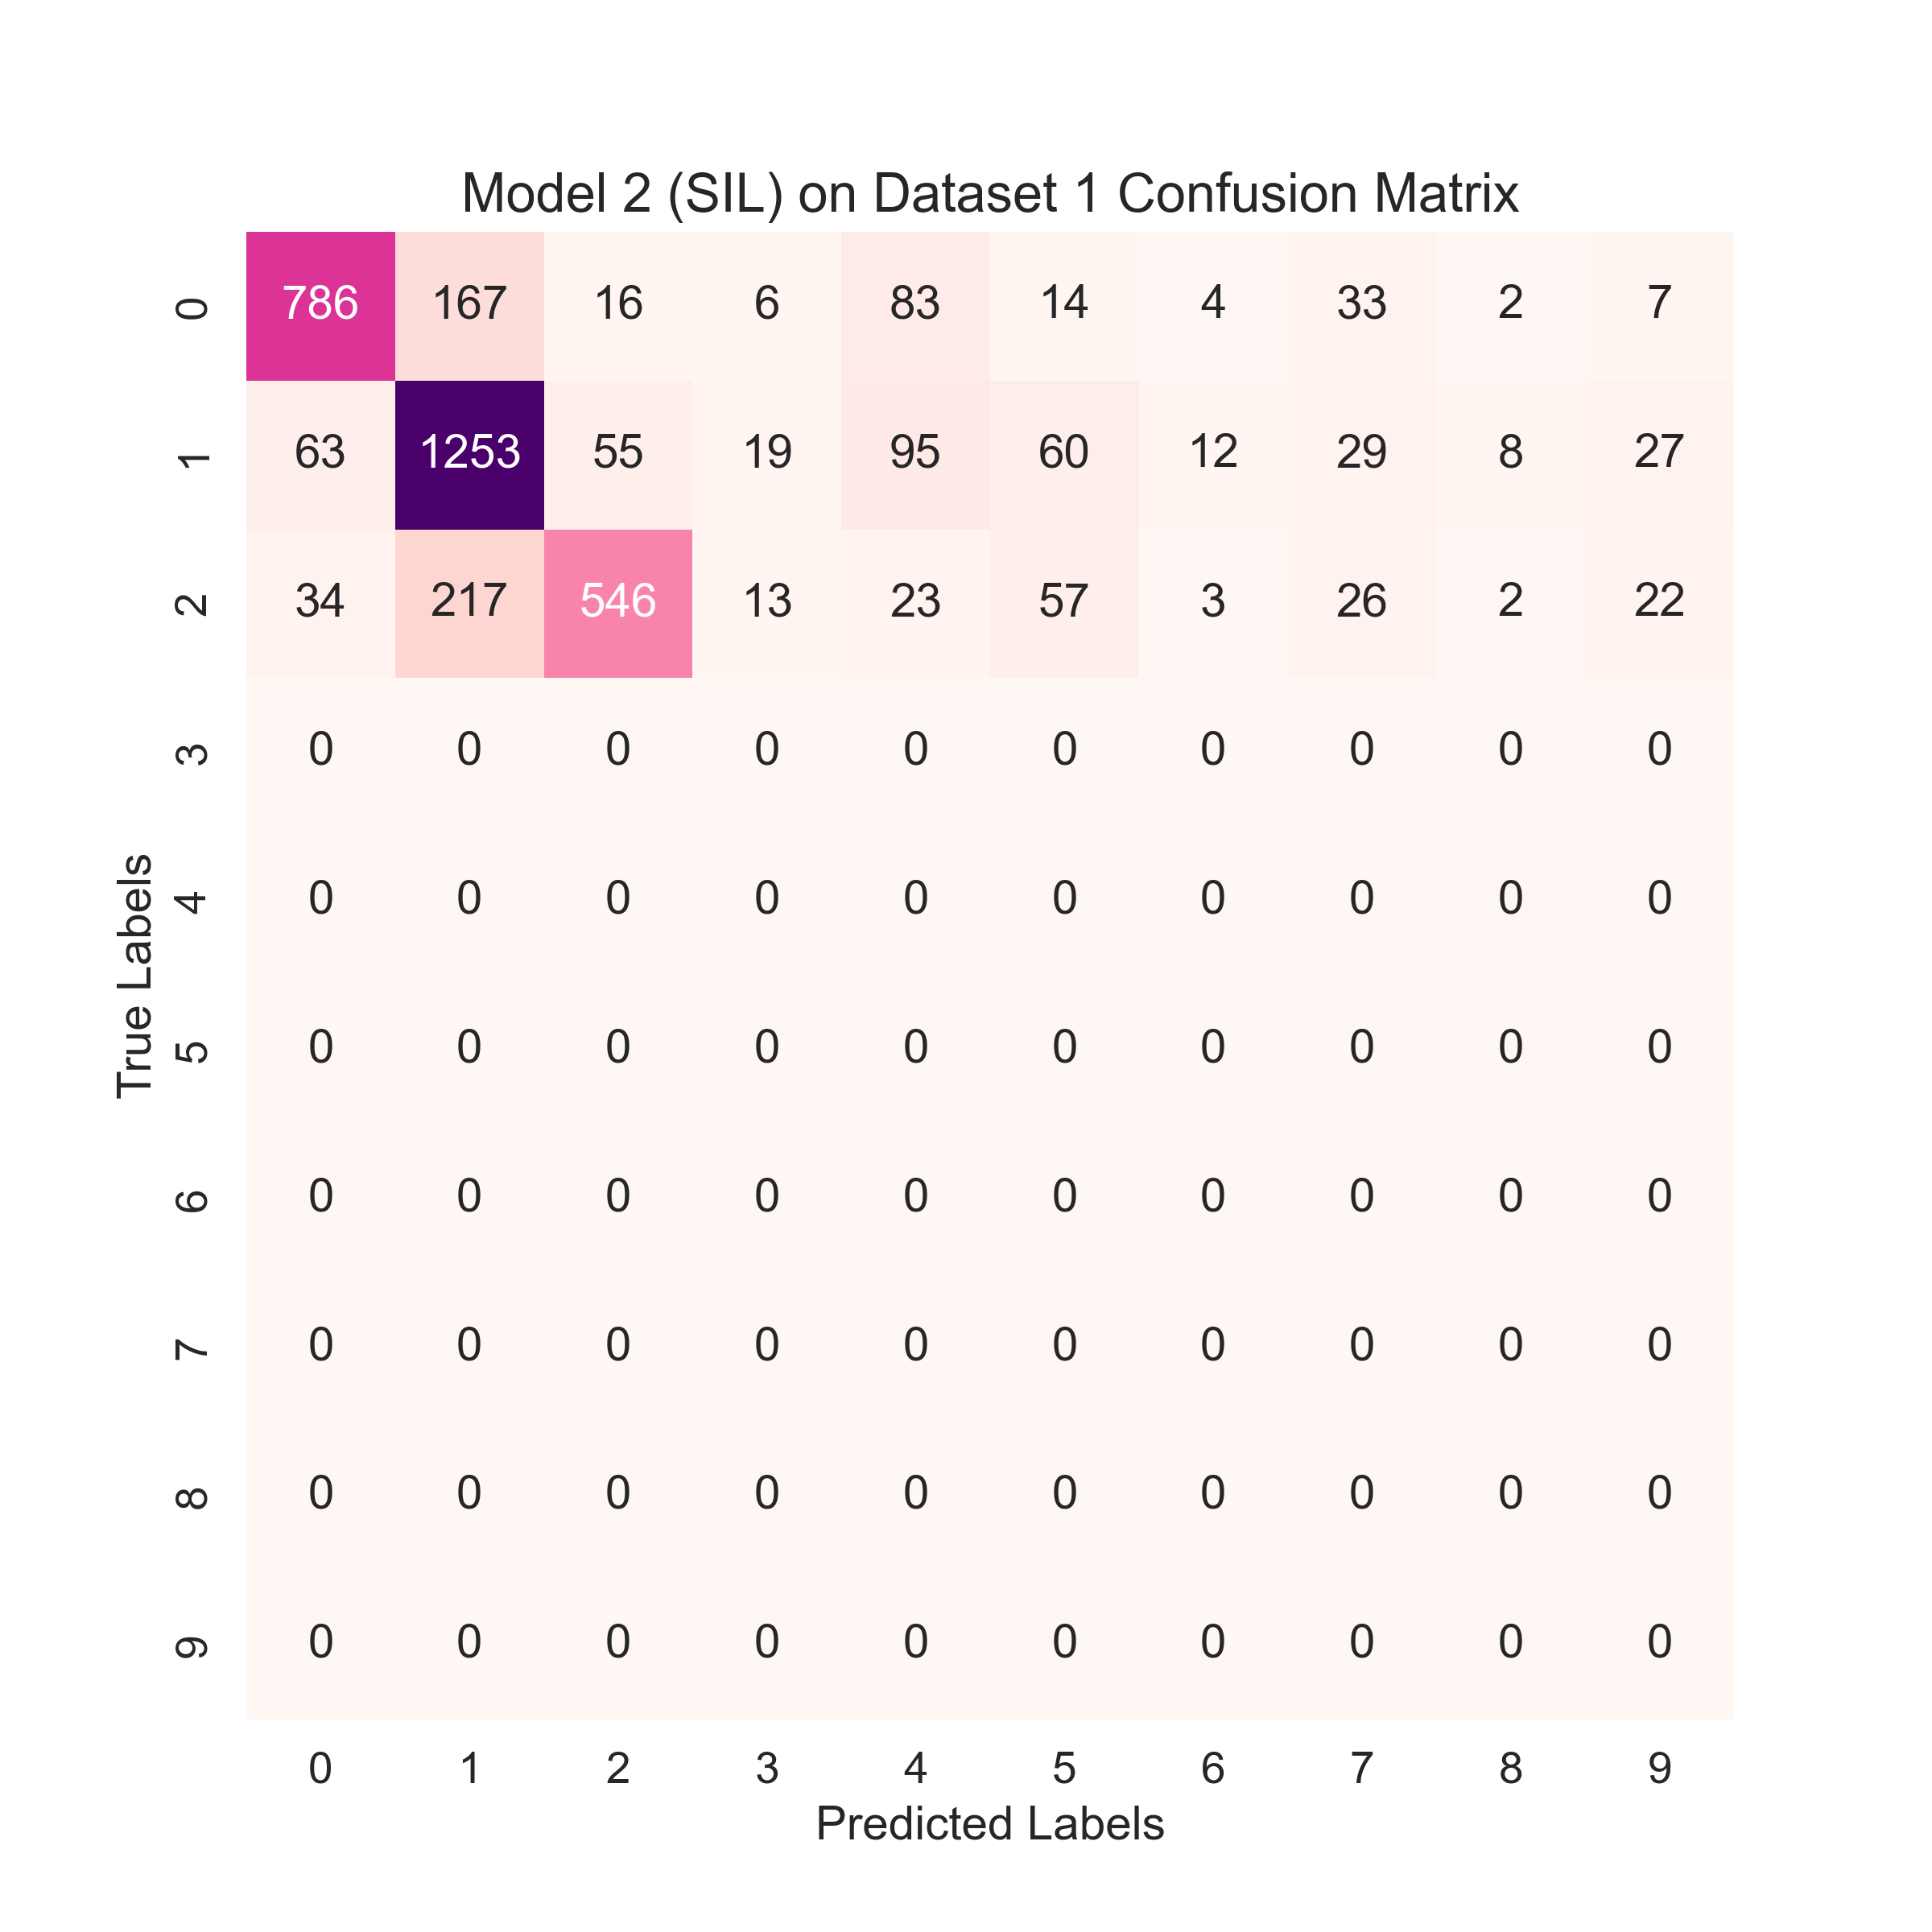 Model 2 (SIL) on Dataset 1 Confusion Matrix
0 786 167 16 6 83 14 4 33 2 7
1 63 1253 55 19 95 60 12 29 8 27
2 34 217 546 13 23 57 3 26 2 22
3 0 0 0 0 0 0 0 0 0 0
4 0 0 0 0 0 0 0 0 0 0
5 0 0 0 0 0 0 0 0 0 0
6 0 0 0 0 0 0 0 0 0 0
7 0 0 0 0 0 0 0 0 0 0
8 0 0 0 0 0 0 0 0 0 0
9 0 0 0 0 0 0 0 0 0 0
True Labels
0 1 2 3 4 5 6 7 8 9
Predicted Labels